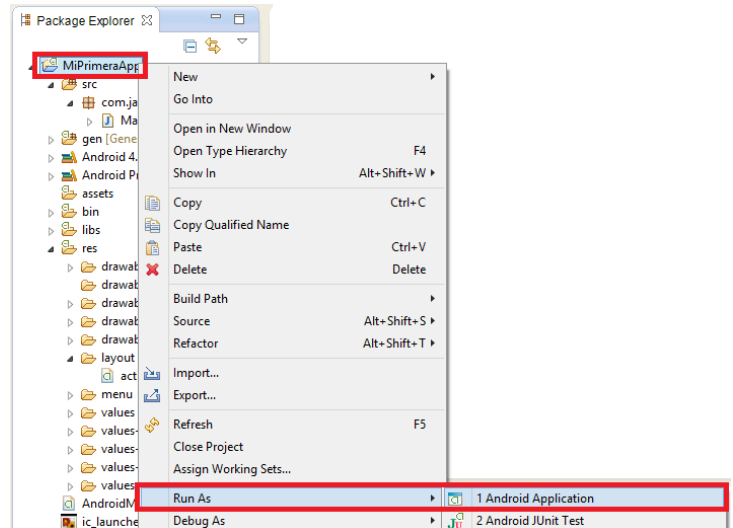 Package Explorer
MiPrimeraApp
src
com.ja
Ma
gen [Gene
Android 4.
Android Pr
assets
bin
libs
res
drawab
drawab
drawab
drawab
drawab
layout
act
menu
values
values-
values-
values-
values
AndroidM
ic_launche
New
Go Into
Open in New Window
Open Type Hierarchy F4
Show In Alt+Shift+W
Copy Ctrl+C
Copy Qualified Name
Paste Ctrl+V
Delete Delete
Build Path
Source Alt+Shift+S
Refactor Alt+Shift+T
Import...
Export...
Refresh F5
Close Project
Assign Working Sets...
Run As
Debug As
1 Android Application
2 Android JUnit Test